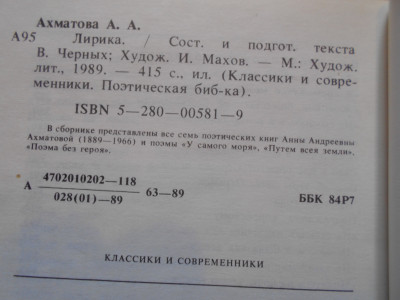 Ахматова А. А.
А95 Лирика. / Сост. и подгот. текста
В. Черных; Худож. И. Махов. — М.: Худож.
лит., 1989. — 415 с., ил. (Классики и совре-
менники. Поэтическая биб-ка).
ISBN 5—280—00581—9
В сборнике представлены все семь поэтических книг Анны Андреевны
Ахматовой (1889—1966) и поэмы «У самого моря», «Путем всея земли»,
«Поэма без героя».
4702010202—118
А 63—89 ББК 84Р7
028(01)—89
КЛАССИКИ И СОВРЕМЕННИКИ